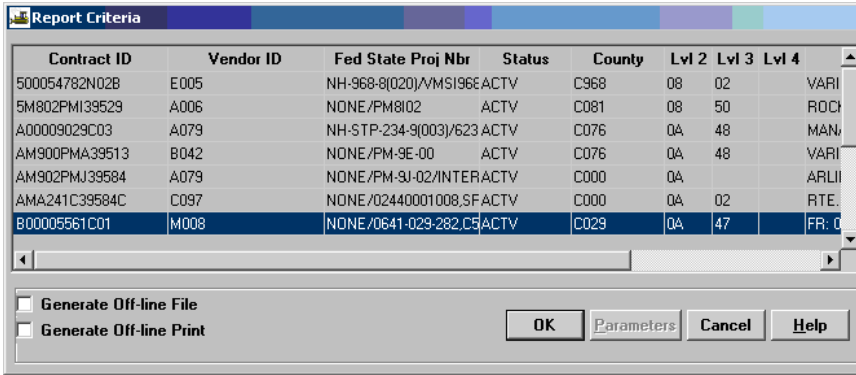 Report Criteria
Contract ID Vendor ID Fed State Proj Nbr Status County Lvl 2 Lvl 3 Lvl 4
500054782N02B E005 NH-968-8(020)/VMSI968 ACTV C968 08 02 VARI
5M802PMI39529 A006 NONE/PM8I02 ACTV C081 08 50 ROCK
A00009029C03 A079 NH-STP-234-9(003)/623 ACTV C076 0A 48 MANA
AM900PMA39513 B042 NONE/PM-9E-00 ACTV C076 0A 48 VARI
AM902PMJ39584 A079 NONE/PM-9J-02/INTER ACTV C000 0A ARLI
AMA241C39584C C097 NONE/02440001008,SF ACTV C000 0A 02 RTE.
B00005561C01 M008 NONE/0641-029-282,C5 ACTV C029 0A 47 FR: 0
Generate Off-line File
Generate Off-line Print
OK Parameters Cancel Help